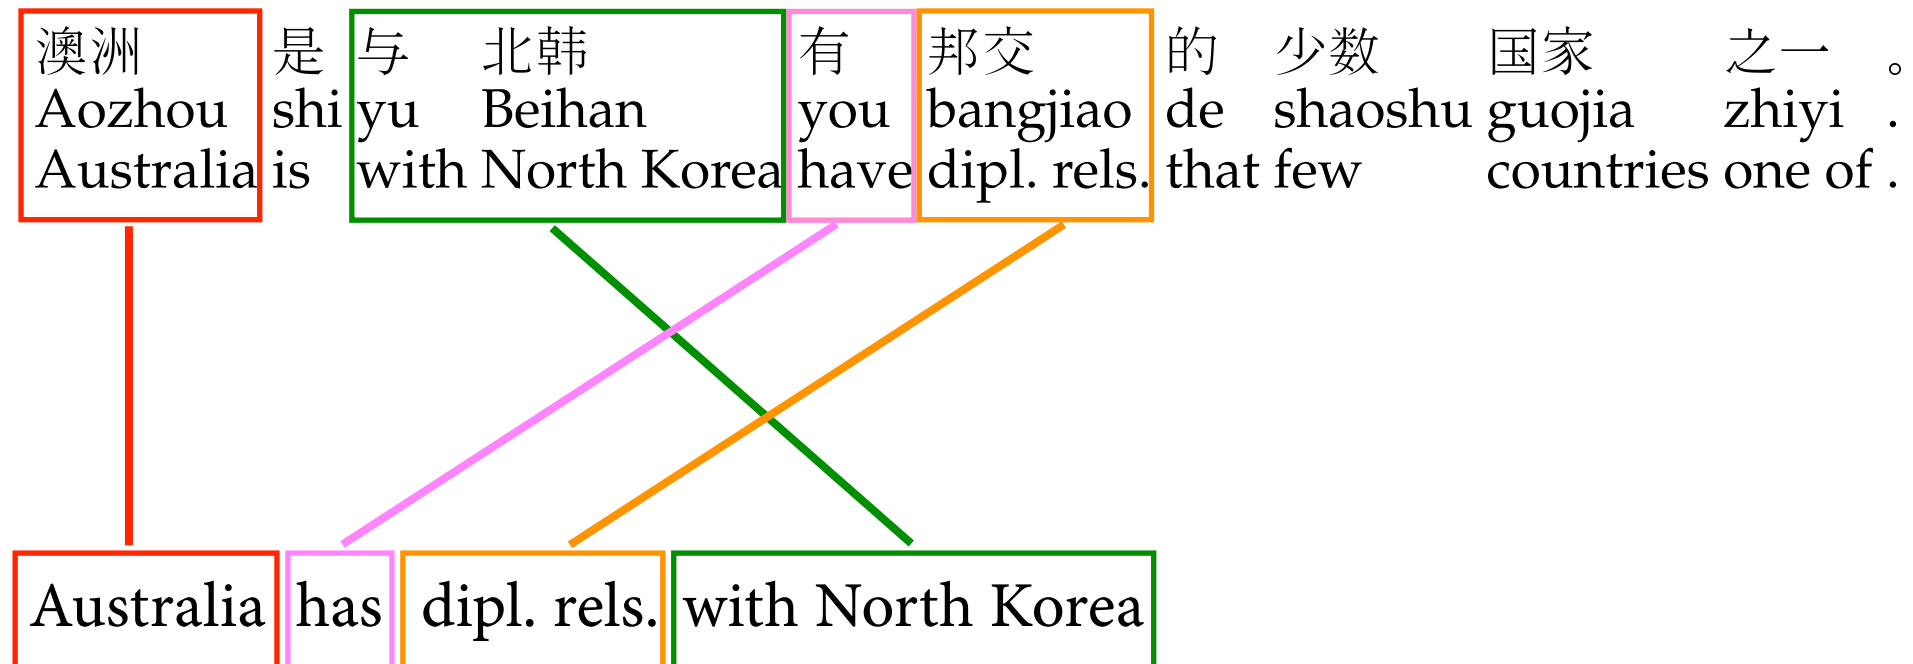 澳洲 是 与 北韩 有 邦交 的 少数 国家 之一 。
Aozhou shi yu Beihan you bangjiao de shaoshu guojia zhiyi .
Australia is with North Korea have dipl. rels. that few countries one of .
Australia has dipl. rels. with North Korea